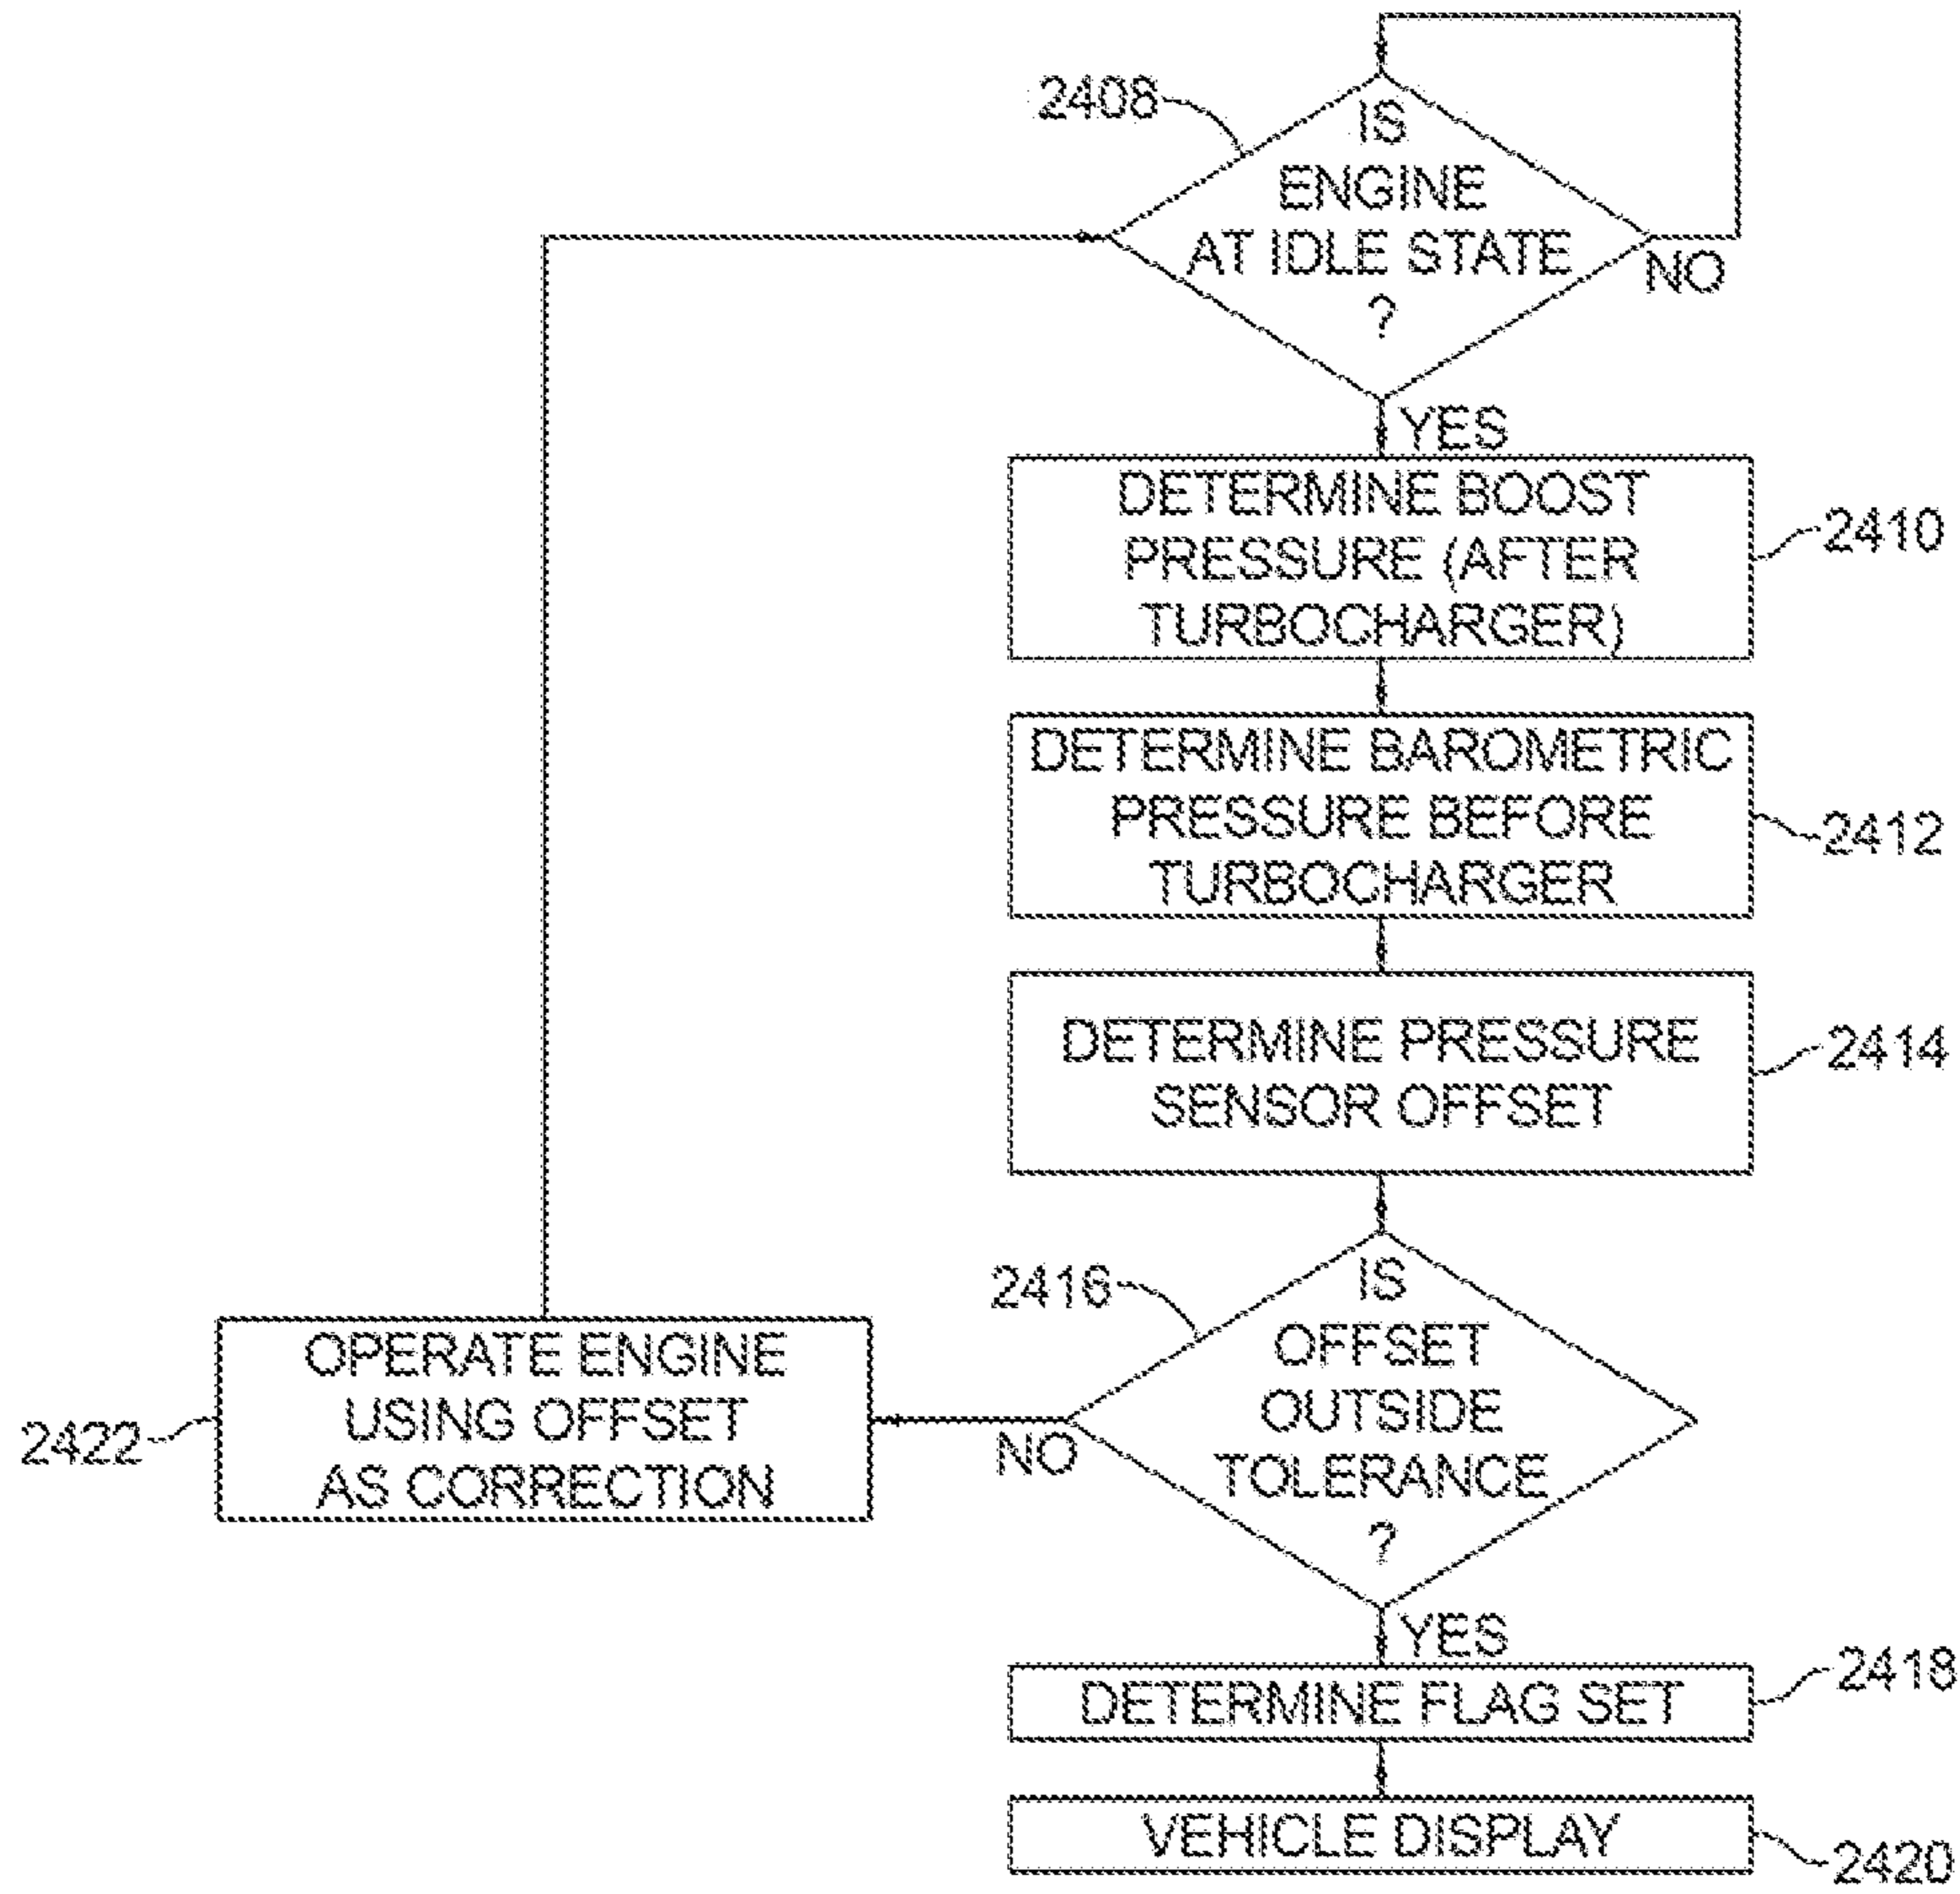 2408
IS
ENGINE
AT IDLE STATE
?
NO
YES
DETERMINE BOOST
PRESSURE (AFTER
TURBOCHARGER)
2410
DETERMINE BAROMETRIC
PRESSURE BEFORE
TURBOCHARGER
2412
DETERMINE PRESSURE
SENSOR OFFSET
2414
2416
IS
OFFSET
OUTSIDE
TOLERANCE
?
NO
OPERATE ENGINE
USING OFFSET
AS CORRECTION
2422
YES
DETERMINE FLAG SET
2418
VEHICLE DISPLAY
2420